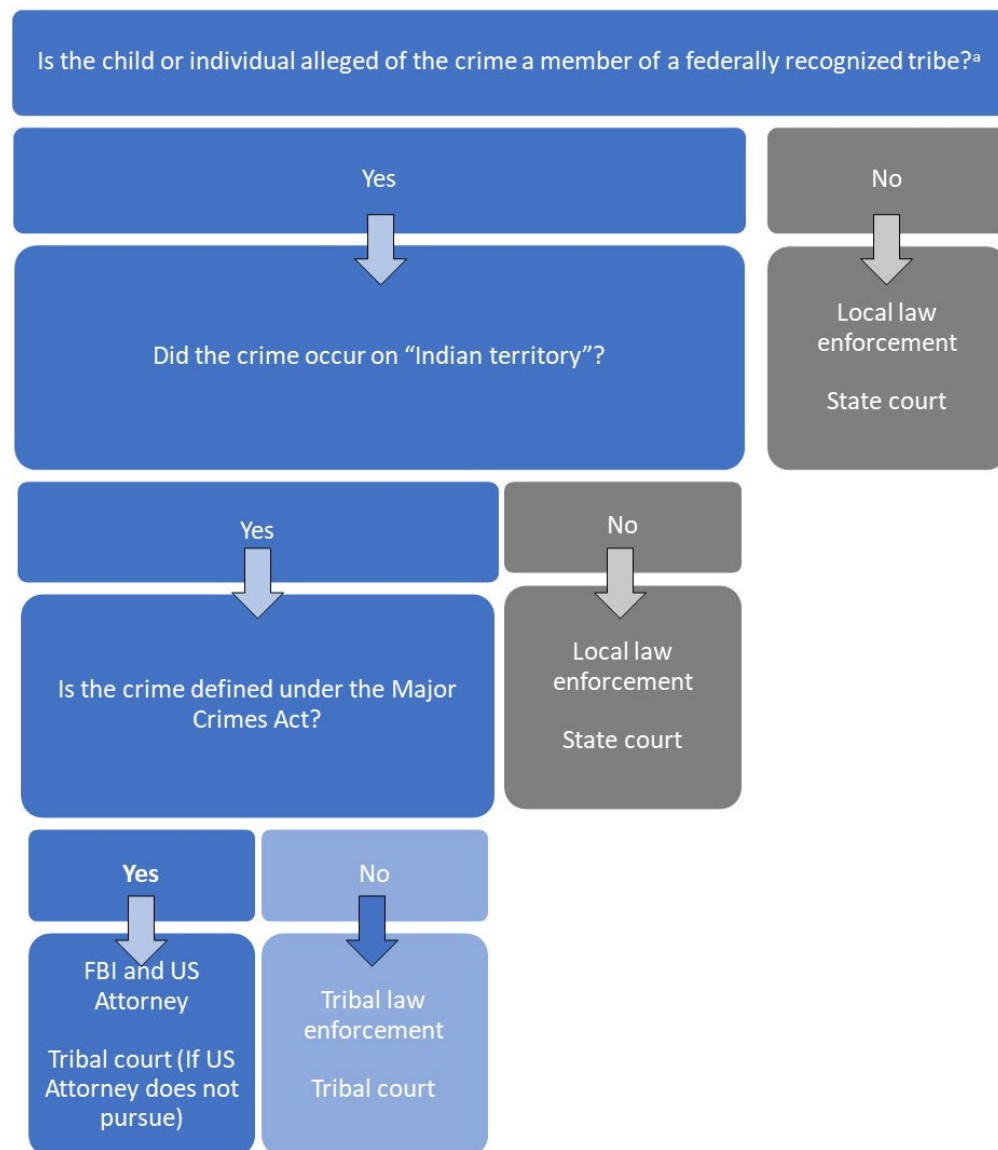 Is the child or individual alleged of the crime a member of a federally recognized tribe?ᵃ
Yes
No
Did the crime occur on “Indian territory”?
Local law
enforcement
State court
Yes
No
Is the crime defined under the Major
Crimes Act?
Local law
enforcement
State court
Yes
No
FBI and US
Attorney
Tribal court (If US
Attorney does not
pursue)
Tribal law
enforcement
Tribal court